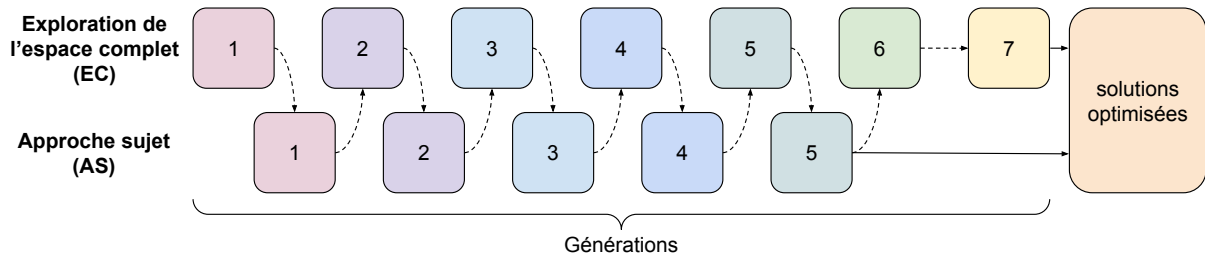 Exploration de
l'espace complet
(EC)
1
2
3
4
5
6
7
solutions
optimisées
Approche sujet
(AS)
1
2
3
4
5
Générations